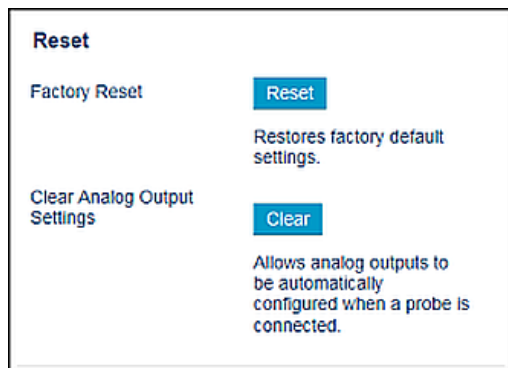 Reset
Factory Reset
Reset
Restores factory default
settings.
Clear Analog Output
Settings
Clear
Allows analog outputs to
be automatically
configured when a probe is
connected.